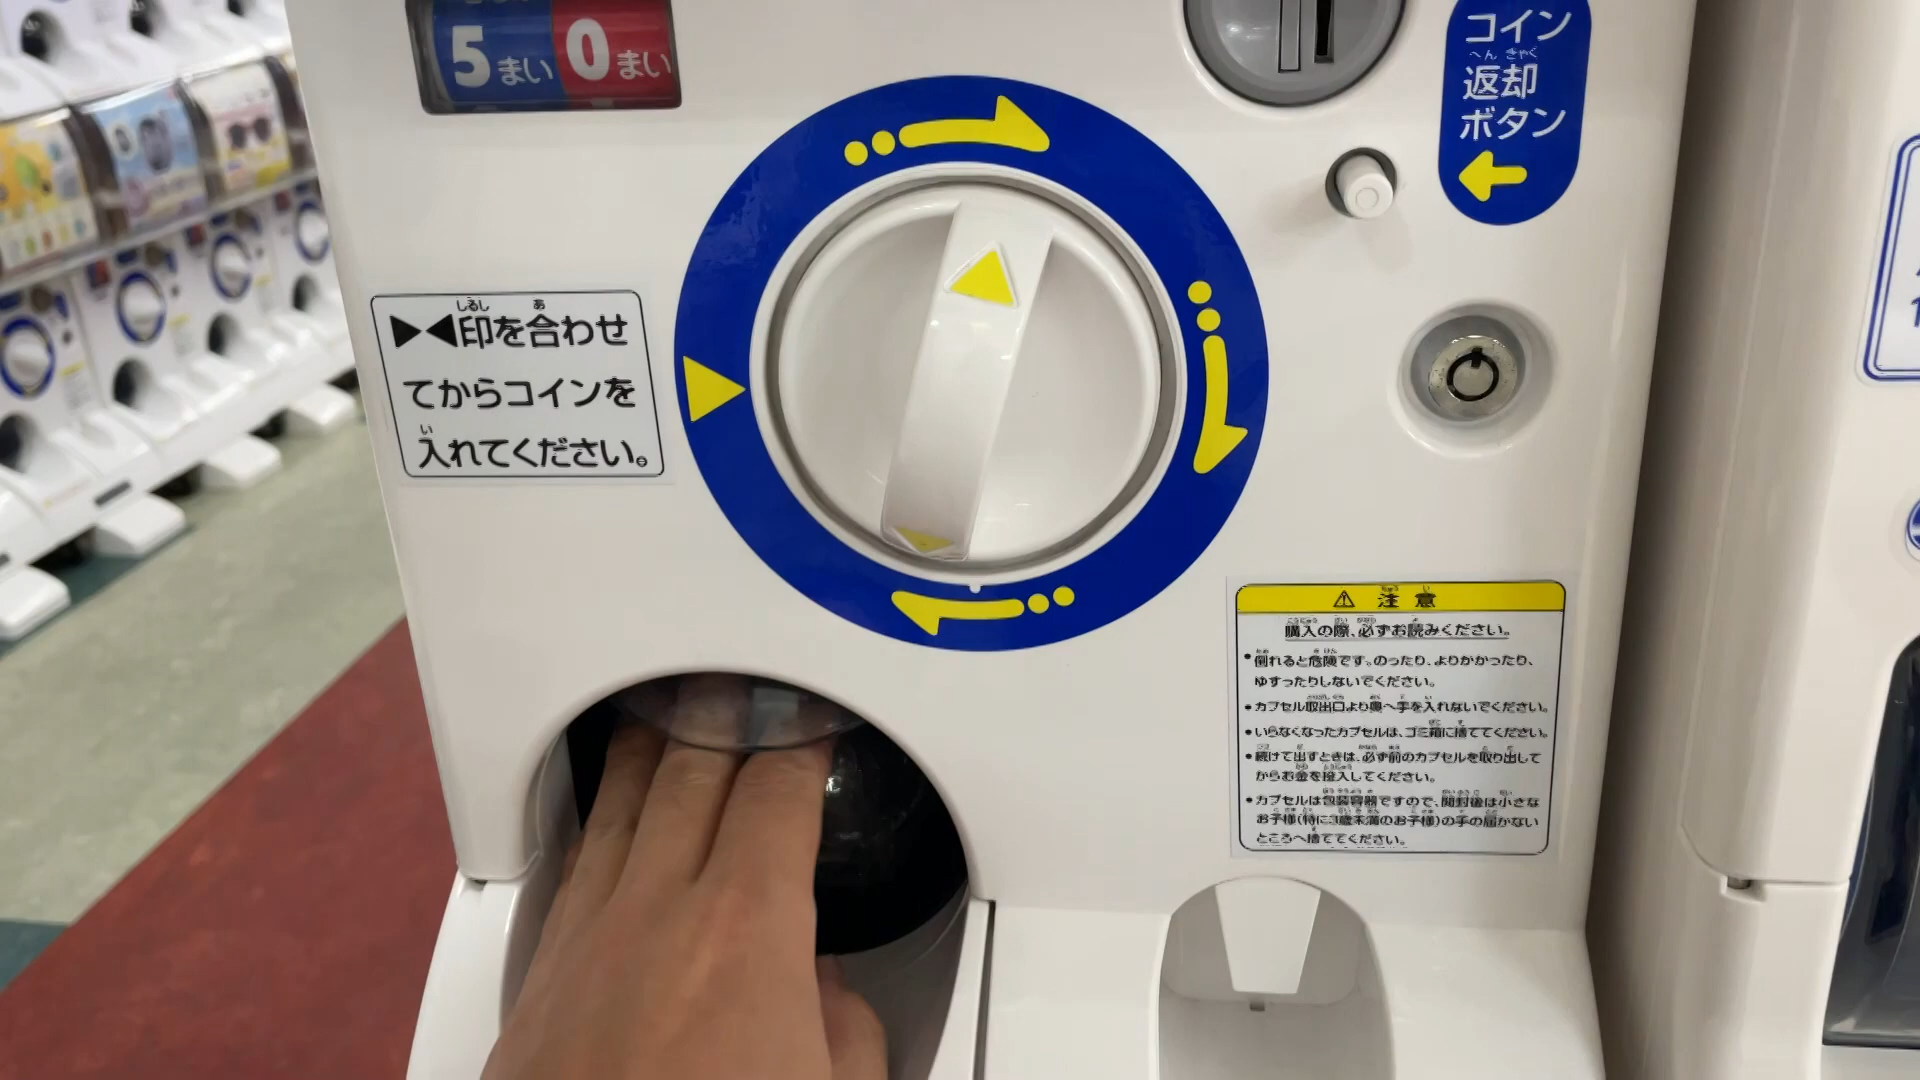 5まい 0まい
コイン
へんきゃく
返却
ボタン
しるし あ
▶◀印を合わせ
てからコインを
い
入れてください。
⚠ 注意
購入の際、必ずお読みください。
・倒れると危険です。のったり、よりかかったり、
ゆすったりしないでください。
・カプセル取出口より奥へ手を入れないでください。
・いらなくなったカプセルは、ゴミ箱に捨ててください。
・続けて出すときは、必ず前のカプセルを取り出して
からお金を投入してください。
・カプセルは包装容器ですので、開封後は小さな
お子様(特に3歳未満のお子様)の手の届かない
ところへ捨ててください。